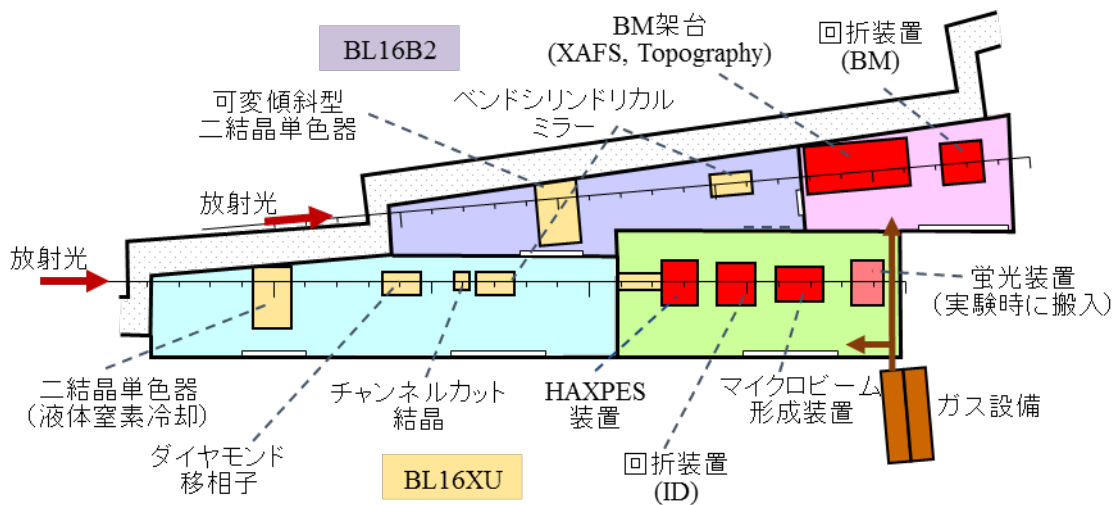 BL16B2
BM架台
(XAFS, Topography)
回折装置
(BM)
可変傾斜型
二結晶単色器
ベンドシリンドリカル
ミラー
放射光
放射光
蛍光装置
(実験時に搬入)
二結晶単色器
(液体窒素冷却)
ダイヤモンド
移相子
チャンネルカット
結晶
BL16XU
HAXPES
装置
回折装置
(ID)
マイクロビーム
形成装置
ガス設備